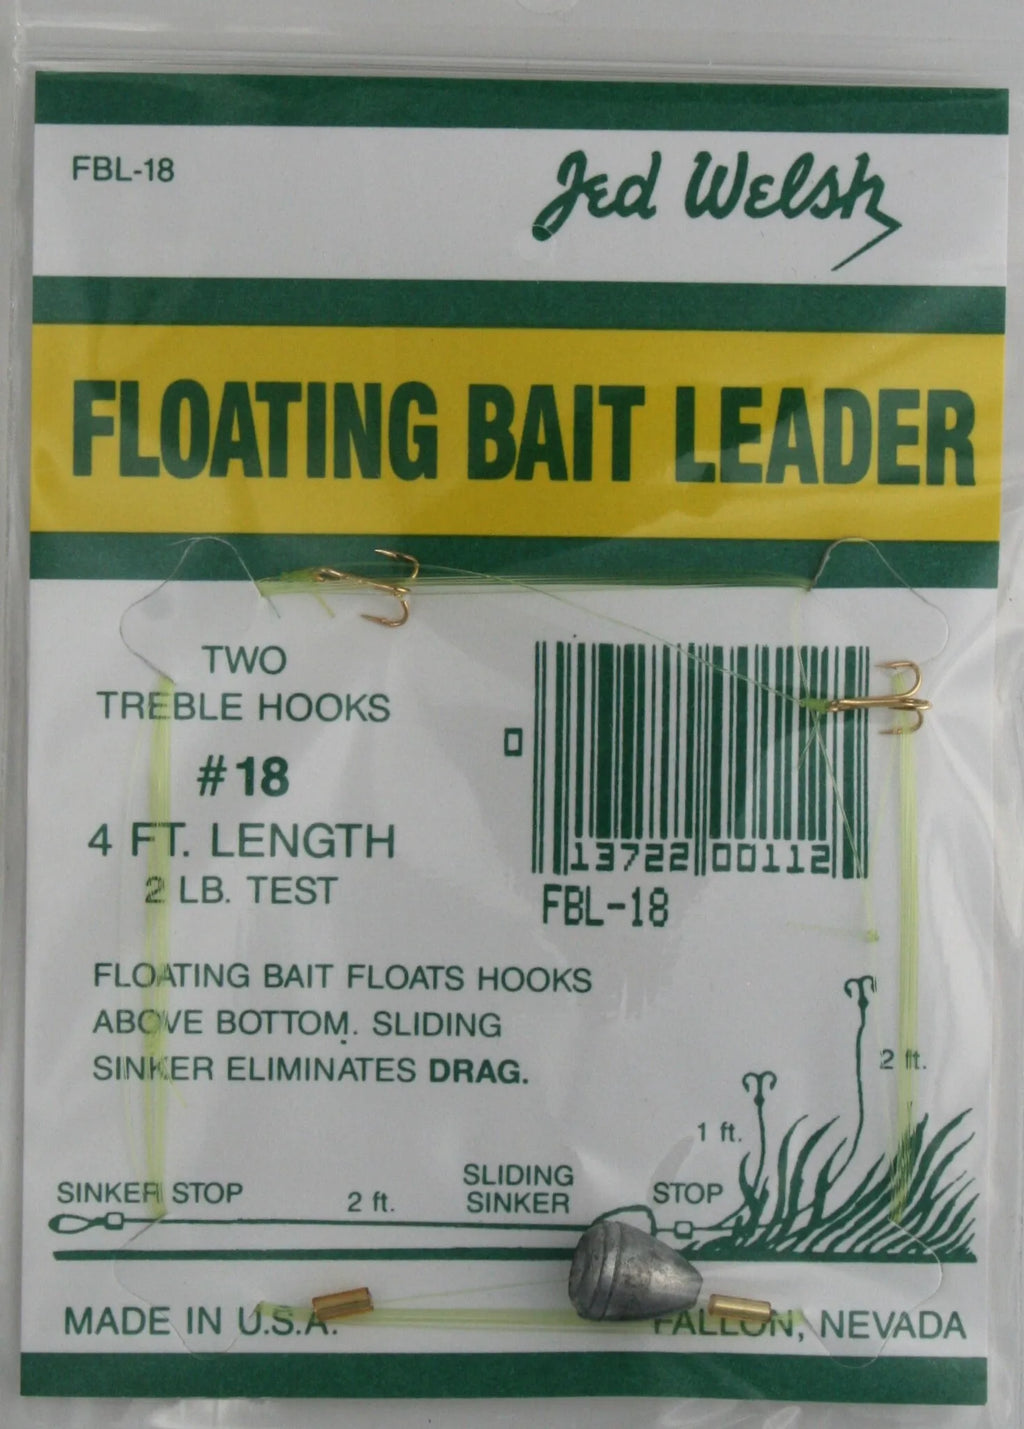 FBL-18
Jed Welsh
FLOATING BAIT LEADER
TWO
TREBLE HOOKS
#18
4 FT. LENGTH
2 LB. TEST
0
13722 00112
FBL-18
FLOATING BAIT FLOATS HOOKS
ABOVE BOTTOM. SLIDING
SINKER ELIMINATES DRAG.
2 ft.
1 ft.
SINKER STOP
2 ft.
SLIDING
SINKER
STOP
MADE IN U.S.A.
FALLON, NEVADA